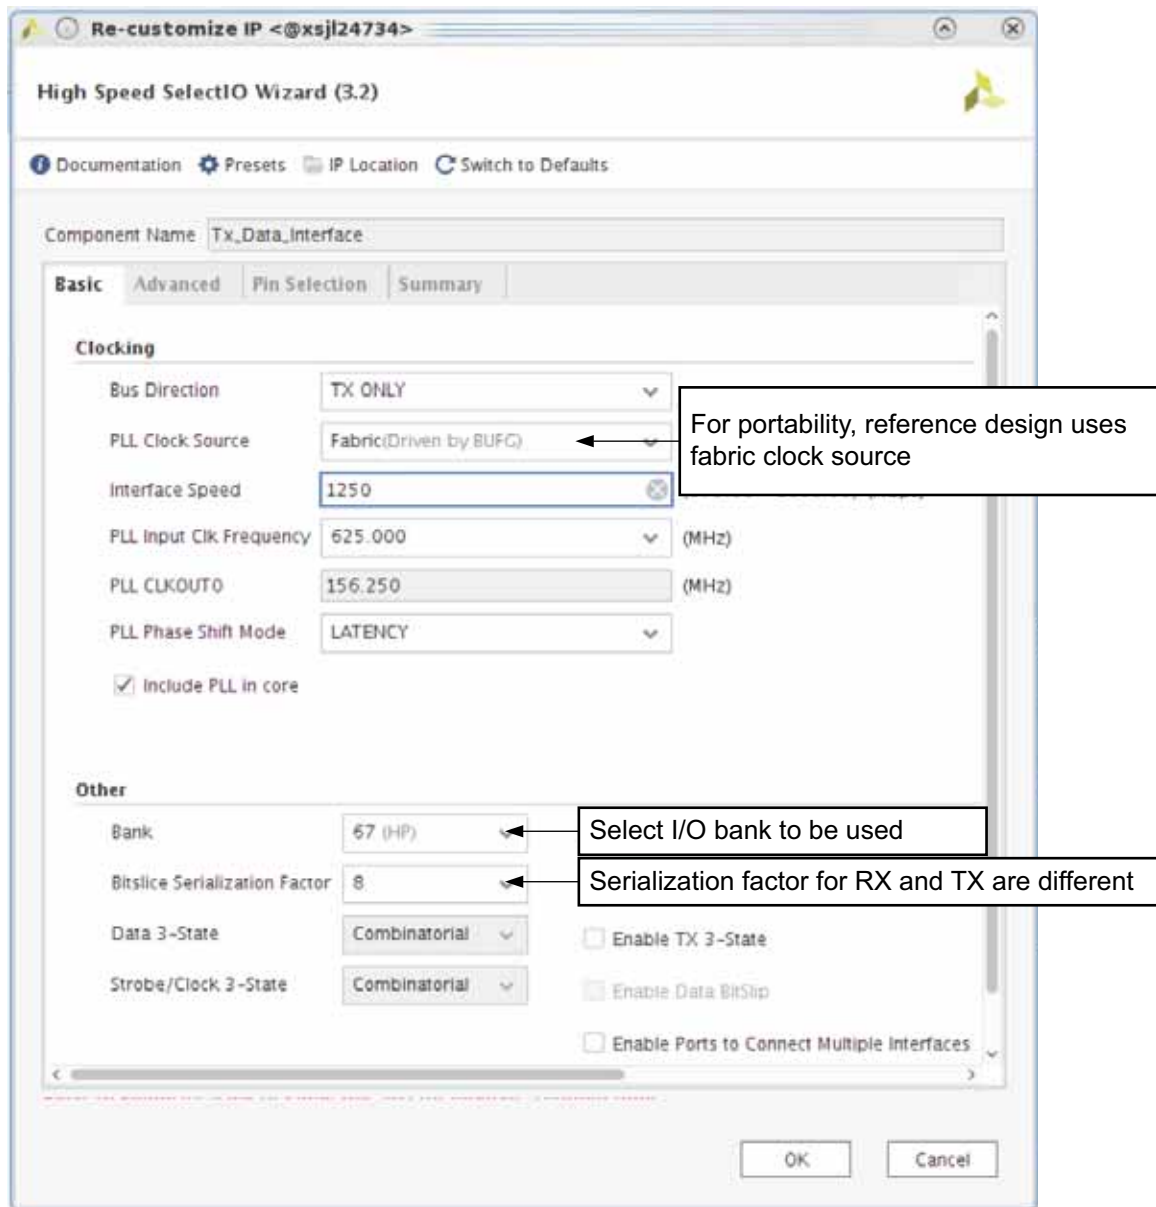 Re-customize IP <@xsjl24734>
High Speed SelectIO Wizard (3.2)
Documentation Presets IP Location Switch to Defaults
Component Name Tx_Data_Interface
Basic Advanced Pin Selection Summary
Clocking
Bus Direction TX ONLY
For portability, reference design uses
PLL Clock Source Fabric(Driven by BUFG)
fabric clock source
Interface Speed 1250
PLL Input Clk Frequency 625.000 (MHz)
PLL CLKOUT0 156.250 (MHz)
PLL Phase Shift Mode LATENCY
Include PLL in core
Other
Bank 67 (HP) Select I/O bank to be used
Bitslice Serialization Factor 8 Serialization factor for RX and TX are different
Data 3-State Combinatorial Enable TX 3-State
Strobe/Clock 3-State Combinatorial Enable Data BitSlip
Enable Ports to Connect Multiple Interfaces
OK Cancel